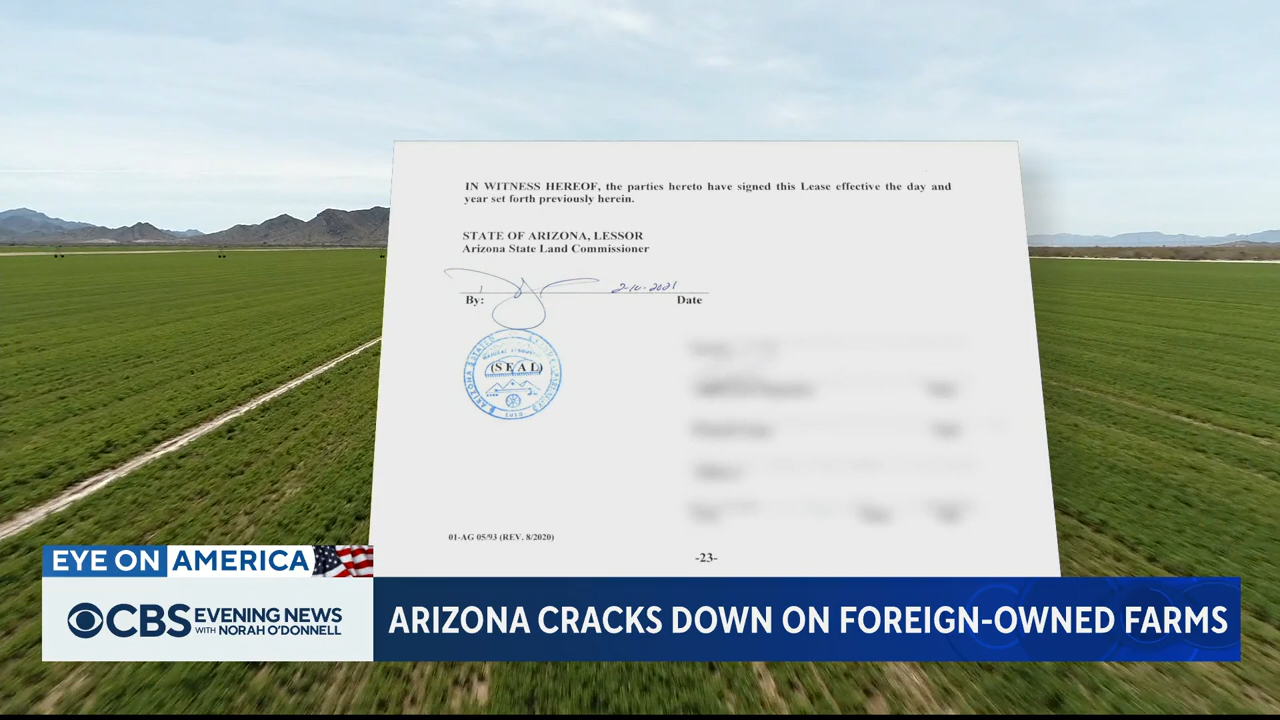 IN WITNESS HEREOF, the parties hereto have signed this Lease effective the day and
year set forth previously herein.
STATE OF ARIZONA, LESSOR
Arizona State Land Commissioner
2-10-2021
By:
Date
(SEAL)
01-AG 05/93 (REV. 8/2020)
-23-
EYE ON AMERICA
CBS EVENING NEWS
WITH NORAH O'DONNELL
ARIZONA CRACKS DOWN ON FOREIGN-OWNED FARMS